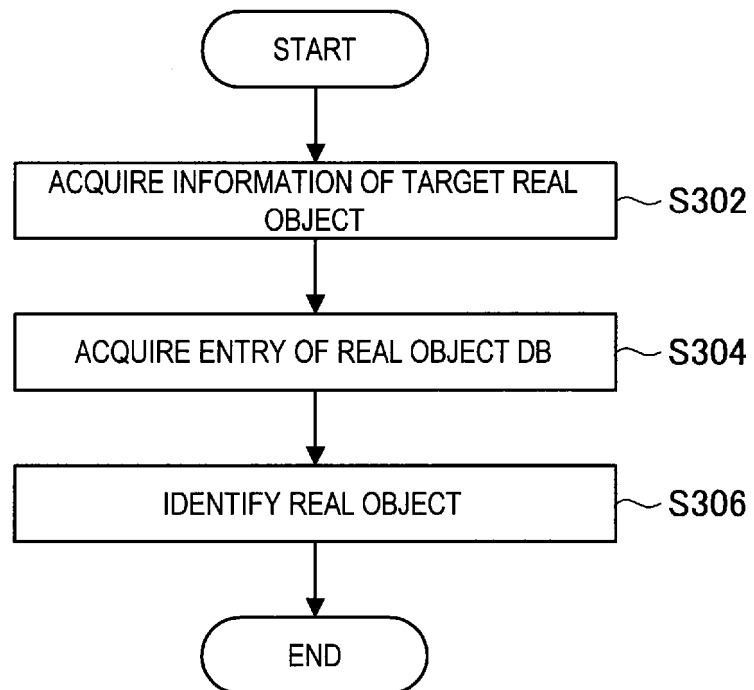 START
ACQUIRE INFORMATION OF TARGET REAL
OBJECT
S302
ACQUIRE ENTRY OF REAL OBJECT DB
S304
IDENTIFY REAL OBJECT
S306
END